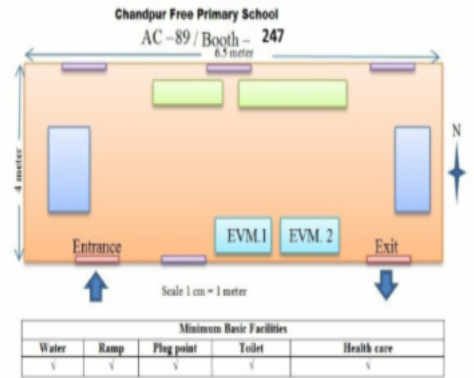 Chandpur Free Primary School
AC –89 / Booth – 247
6.5 meter
4 meter
N
EVM.1 EVM. 2
Entrance Exit
Scale 1 cm = 1 meter
Minimum Basic Facilities
Water Ramp Plug point Toilet Health care
√ √ √ √ √